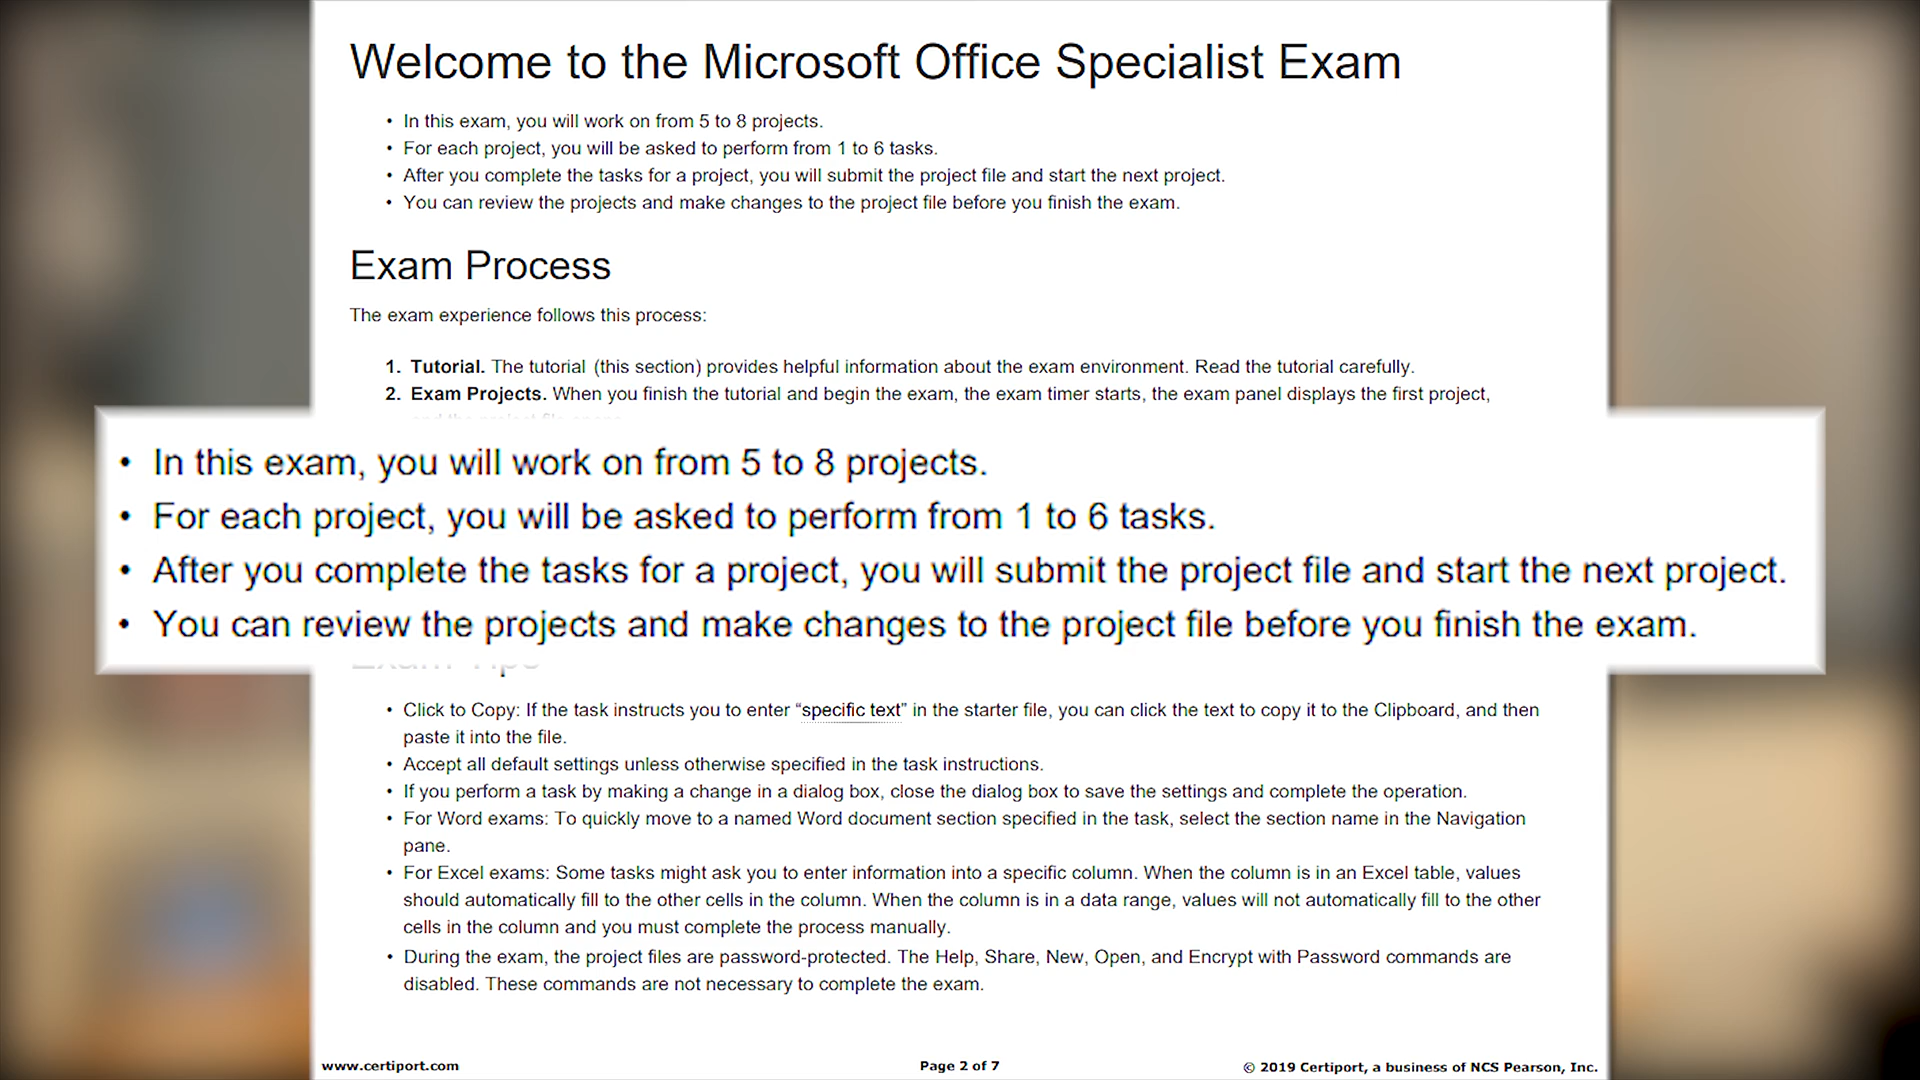 Welcome to the Microsoft Office Specialist Exam
• In this exam, you will work on from 5 to 8 projects.
• For each project, you will be asked to perform from 1 to 6 tasks.
• After you complete the tasks for a project, you will submit the project file and start the next project.
• You can review the projects and make changes to the project file before you finish the exam.
Exam Process
The exam experience follows this process:
1. Tutorial. The tutorial (this section) provides helpful information about the exam environment. Read the tutorial carefully.
2. Exam Projects. When you finish the tutorial and begin the exam, the exam timer starts, the exam panel displays the first project,
• In this exam, you will work on from 5 to 8 projects.
• For each project, you will be asked to perform from 1 to 6 tasks.
• After you complete the tasks for a project, you will submit the project file and start the next project.
• You can review the projects and make changes to the project file before you finish the exam.
• Click to Copy: If the task instructs you to enter “specific text” in the starter file, you can click the text to copy it to the Clipboard, and then
paste it into the file.
• Accept all default settings unless otherwise specified in the task instructions.
• If you perform a task by making a change in a dialog box, close the dialog box to save the settings and complete the operation.
• For Word exams: To quickly move to a named Word document section specified in the task, select the section name in the Navigation
pane.
• For Excel exams: Some tasks might ask you to enter information into a specific column. When the column is in an Excel table, values
should automatically fill to the other cells in the column. When the column is in a data range, values will not automatically fill to the other
cells in the column and you must complete the process manually.
• During the exam, the project files are password-protected. The Help, Share, New, Open, and Encrypt with Password commands are
disabled. These commands are not necessary to complete the exam.
www.certiport.com
Page 2 of 7
© 2019 Certiport, a business of NCS Pearson, Inc.